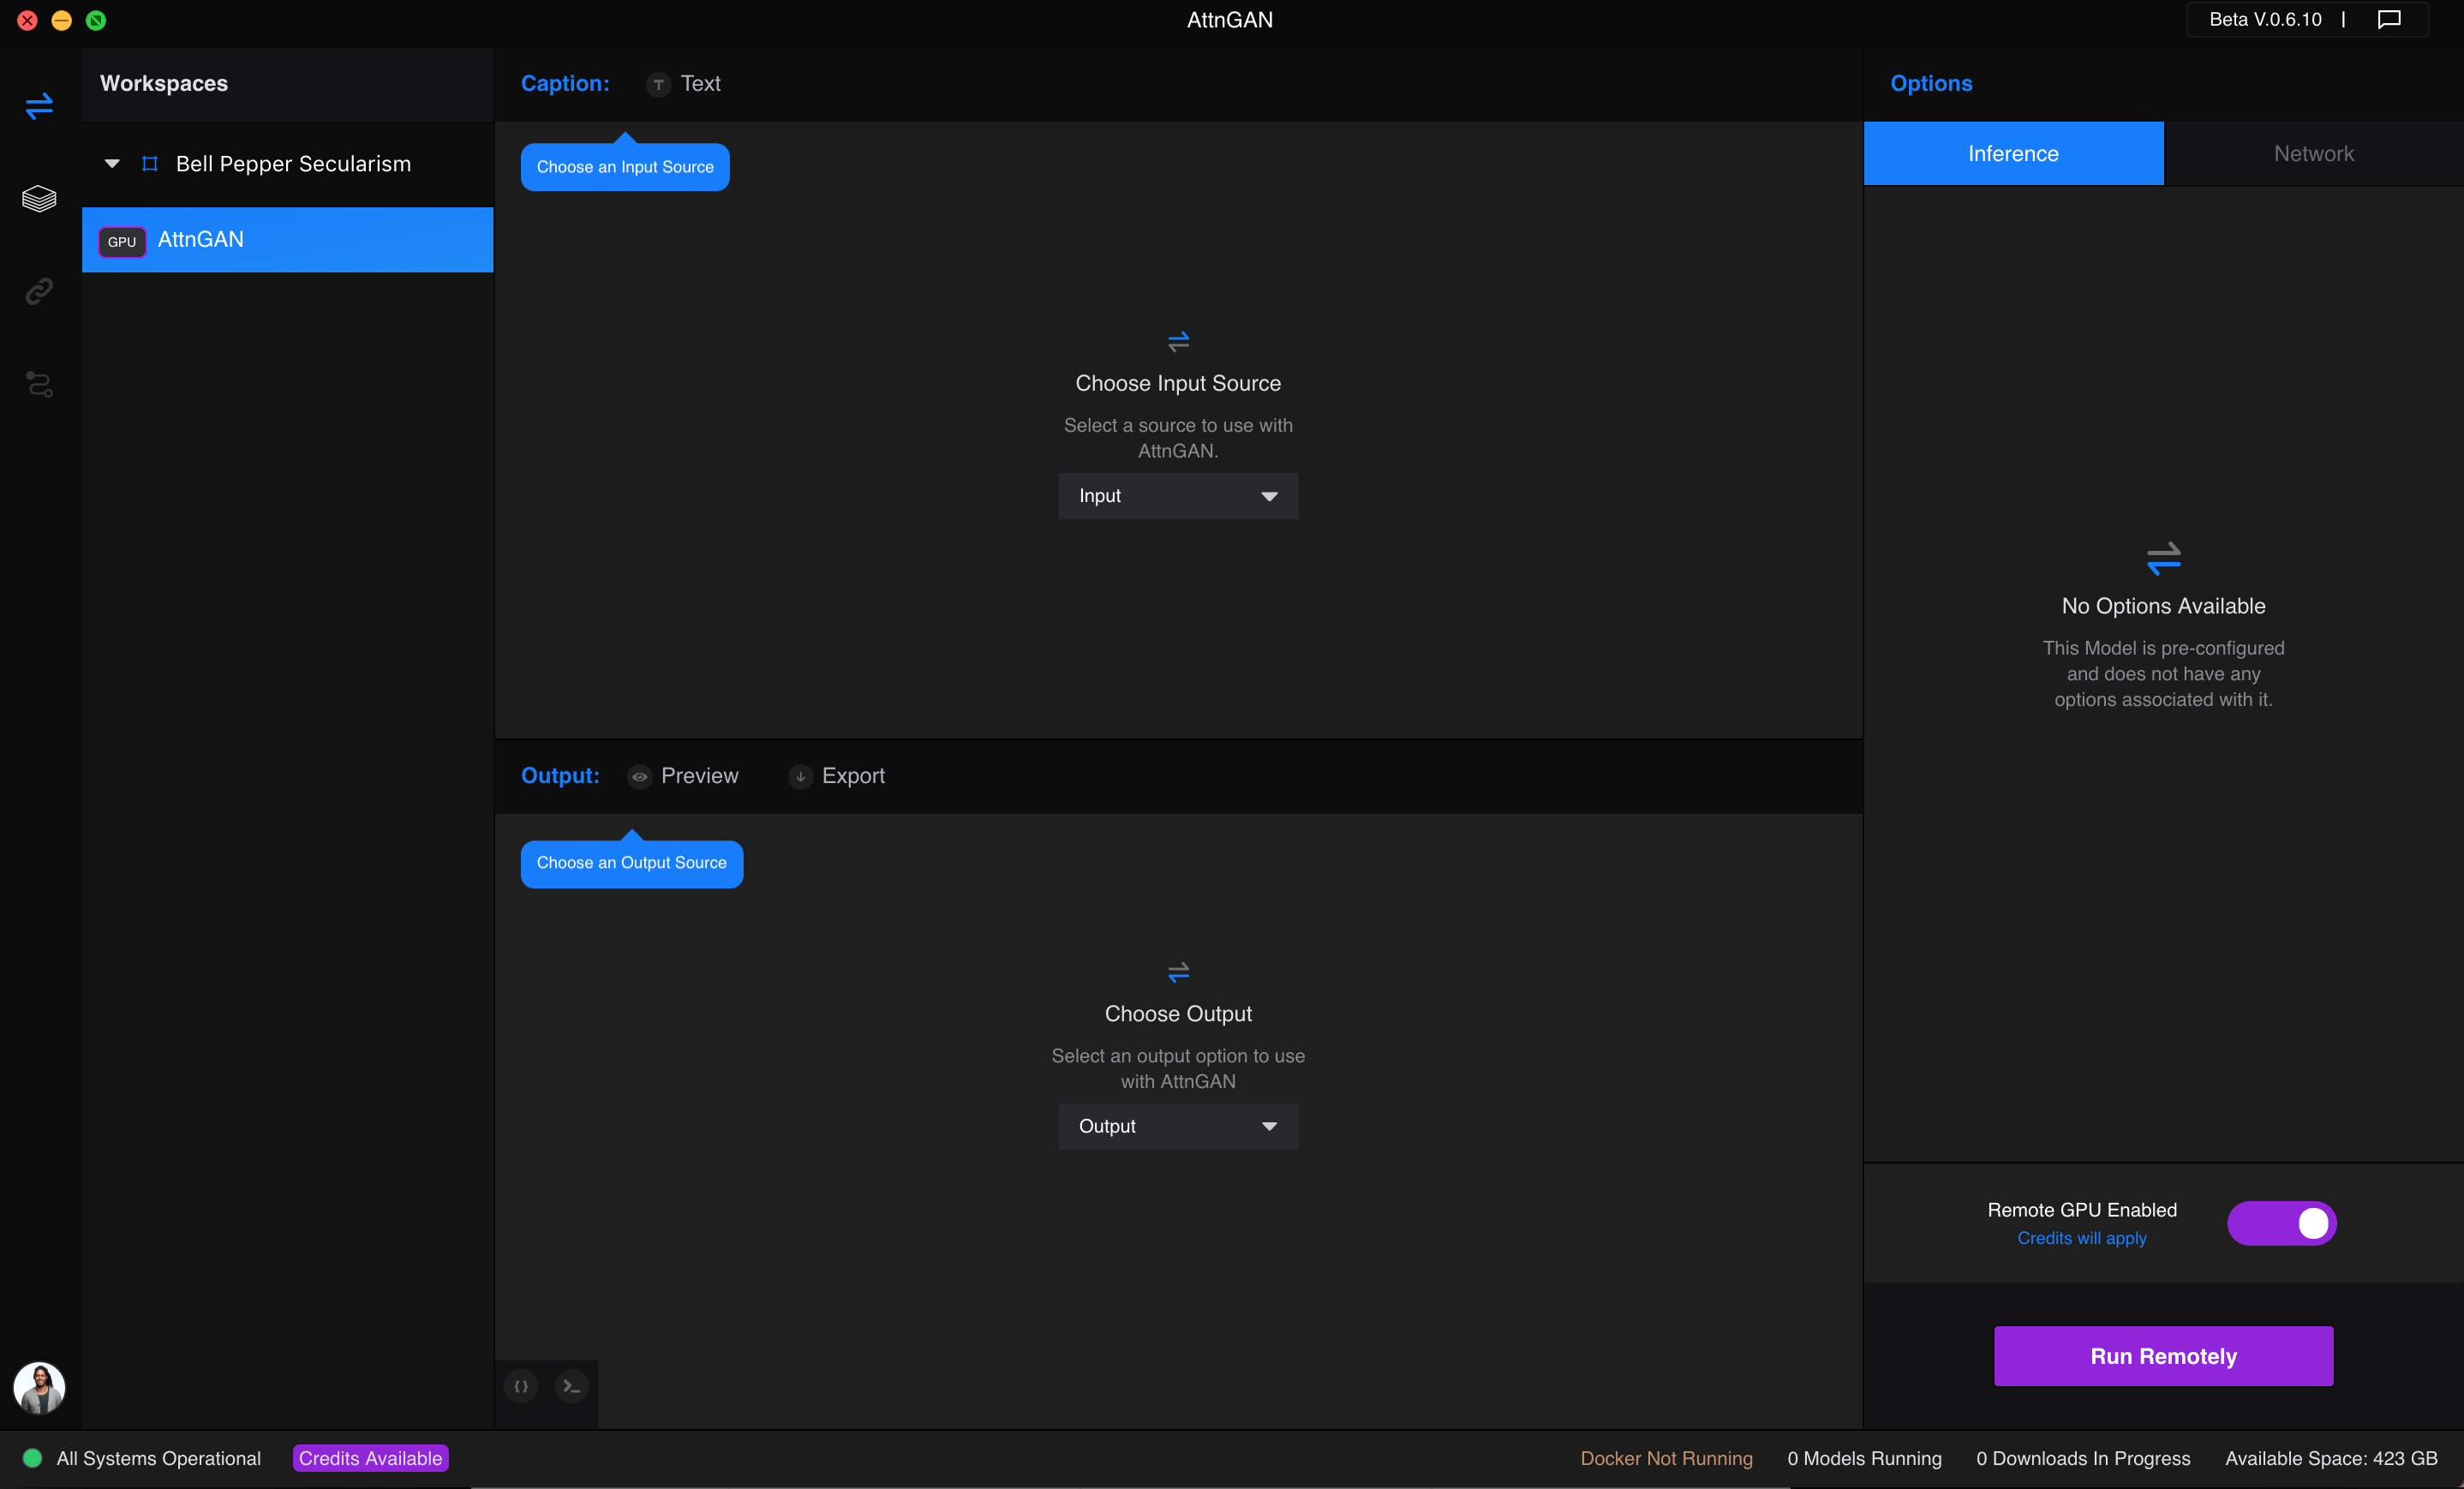 AttnGAN
Beta V.0.6.10 |
Workspaces
Bell Pepper Secularism
GPU AttnGAN
Caption: T Text
Choose an Input Source
Choose Input Source
Select a source to use with
AttnGAN.
Input
Output: Preview Export
Choose an Output Source
Choose Output
Select an output option to use
with AttnGAN
Output
Options
Inference Network
No Options Available
This Model is pre-configured
and does not have any
options associated with it.
Remote GPU Enabled
Credits will apply
Run Remotely
All Systems Operational Credits Available Docker Not Running 0 Models Running 0 Downloads In Progress Available Space: 423 GB